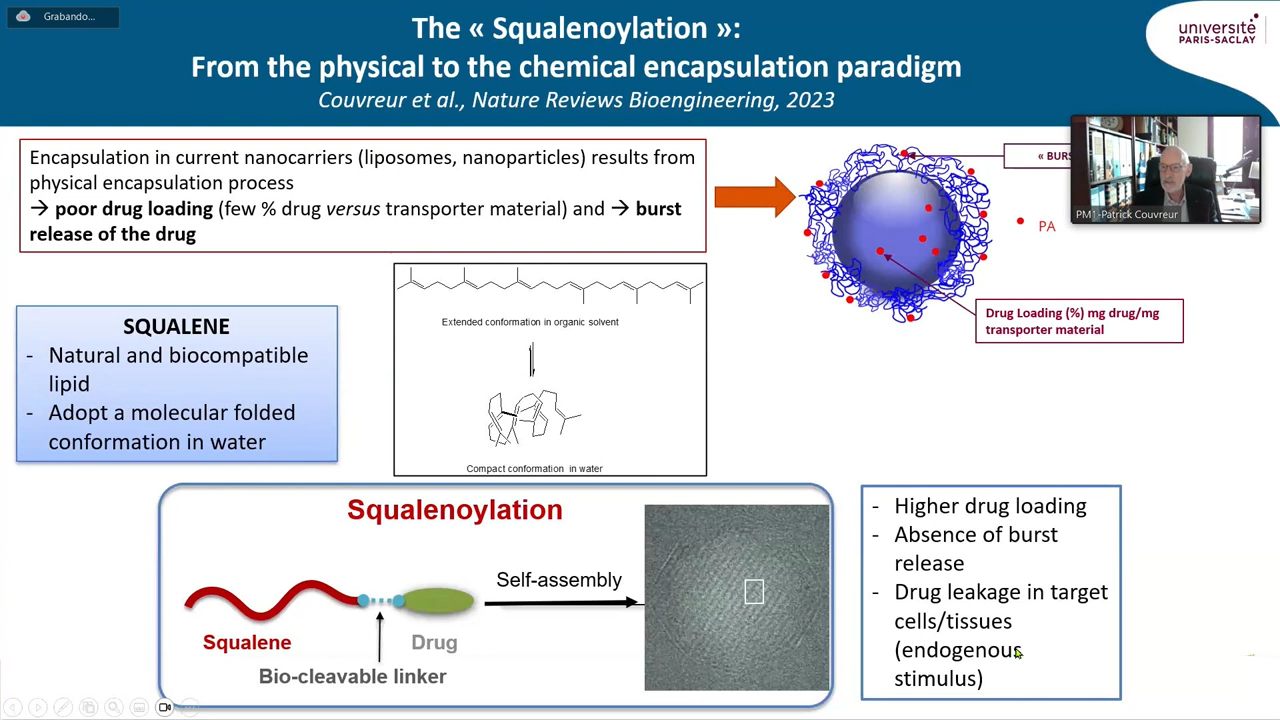 Grabando...
The « Squalenoylation »:
From the physical to the chemical encapsulation paradigm
Couvreur et al., Nature Reviews Bioengineering, 2023
université
PARIS-SACLAY
Encapsulation in current nanocarriers (liposomes, nanoparticles) results from
physical encapsulation process
→ poor drug loading (few % drug versus transporter material) and → burst
release of the drug
« BURS
PM1-Patrick Couvreur
PA
Drug Loading (%) mg drug/mg
transporter material
Extended conformation in organic solvent
Compact conformation in water
SQUALENE
- Natural and biocompatible
lipid
- Adopt a molecular folded
conformation in water
Squalenoylation
Self-assembly
Squalene
Drug
Bio-cleavable linker
- Higher drug loading
- Absence of burst
release
- Drug leakage in target
cells/tissues
(endogenous
stimulus)